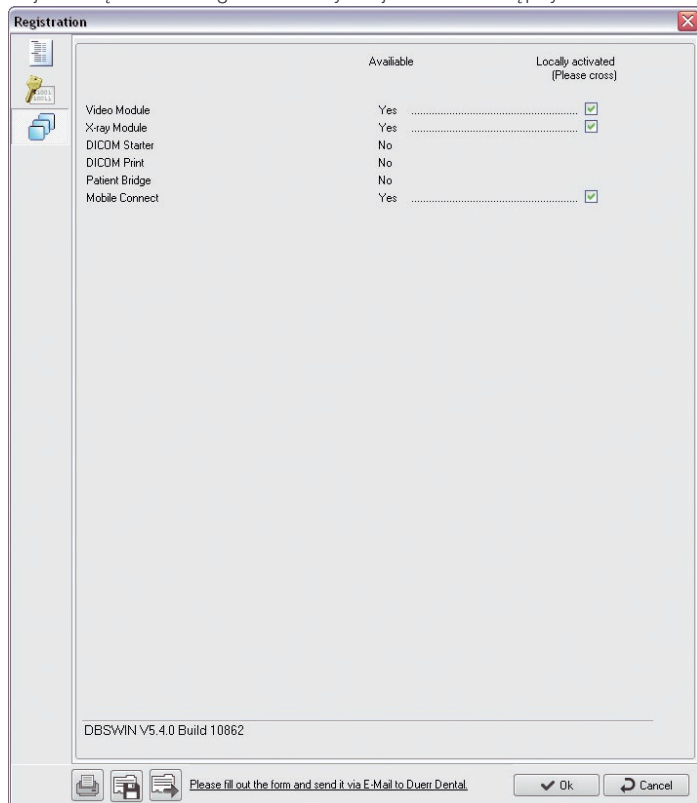 Registration
Availiable Locally activated
(Please cross)
Video Module Yes
X-ray Module Yes
DICOM Starter No
DICOM Print No
Patient Bridge No
Mobile Connect Yes
DBSWIN V5.4.0 Build 10862
Please fill out the form and send it via E-Mail to Duerr Dental.
Ok Cancel